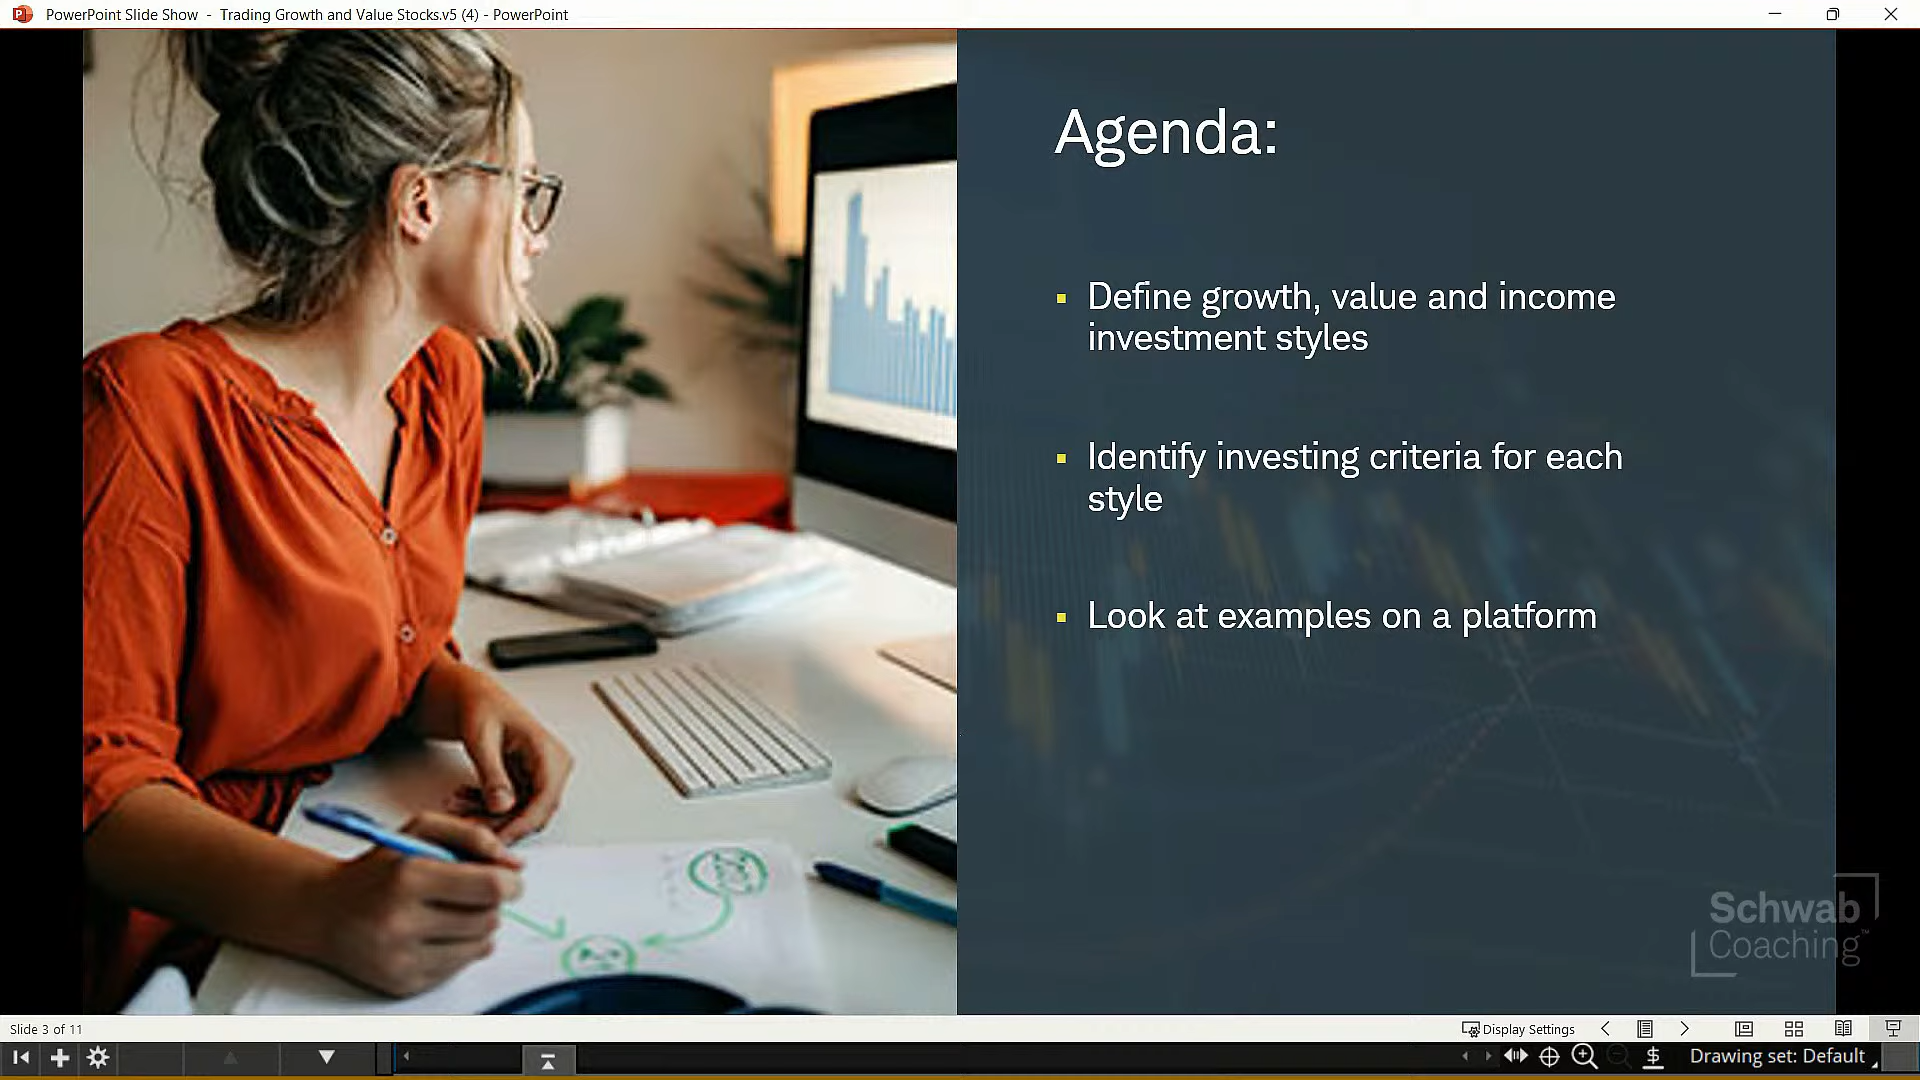 PowerPoint Slide Show - Trading Growth and Value Stocks.v5 (4) - PowerPoint
Agenda:
Define growth, value and income
investment styles
Identify investing criteria for each
style
Look at examples on a platform
Schwab
Coaching™
Slide 3 of 11
Display Settings
Drawing set: Default